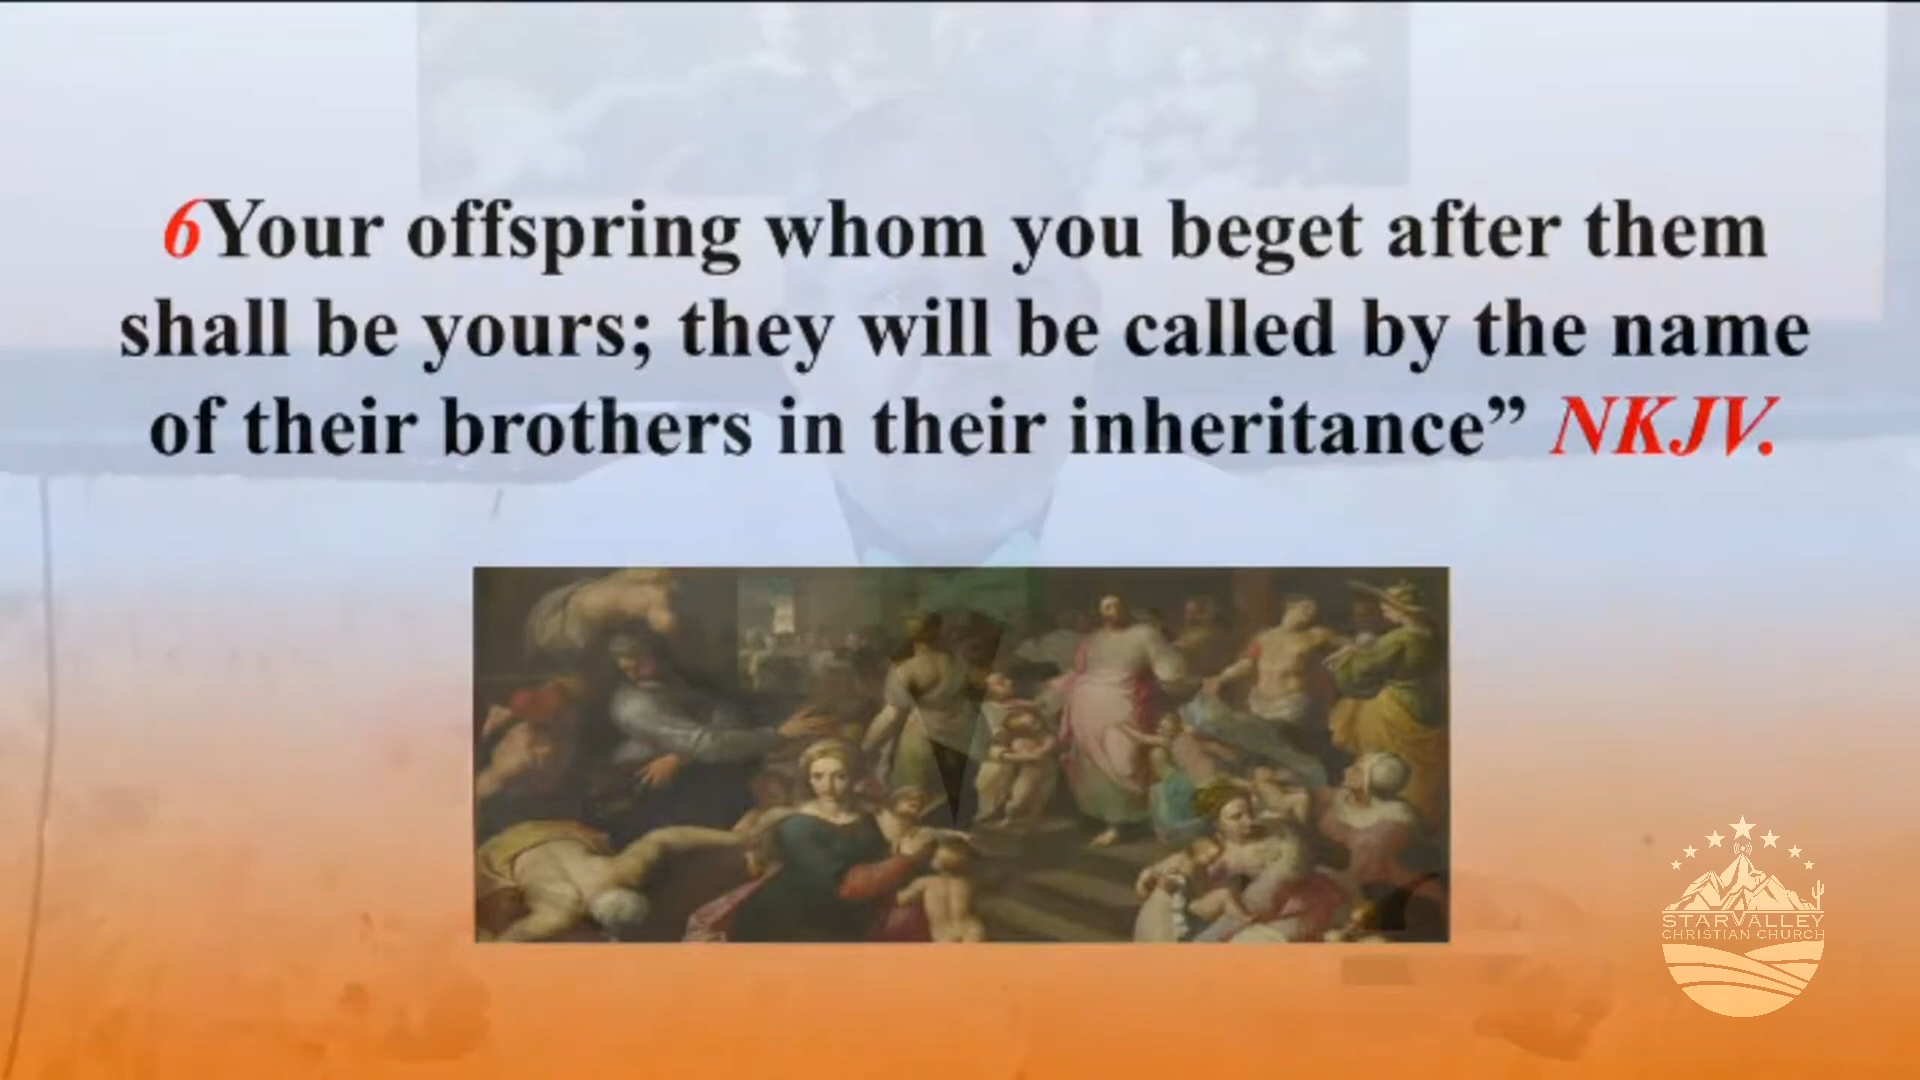 6Your offspring whom you beget after them
shall be yours; they will be called by the name
of their brothers in their inheritance” NKJV.
STARVALLEY
CHRISTIAN CHURCH